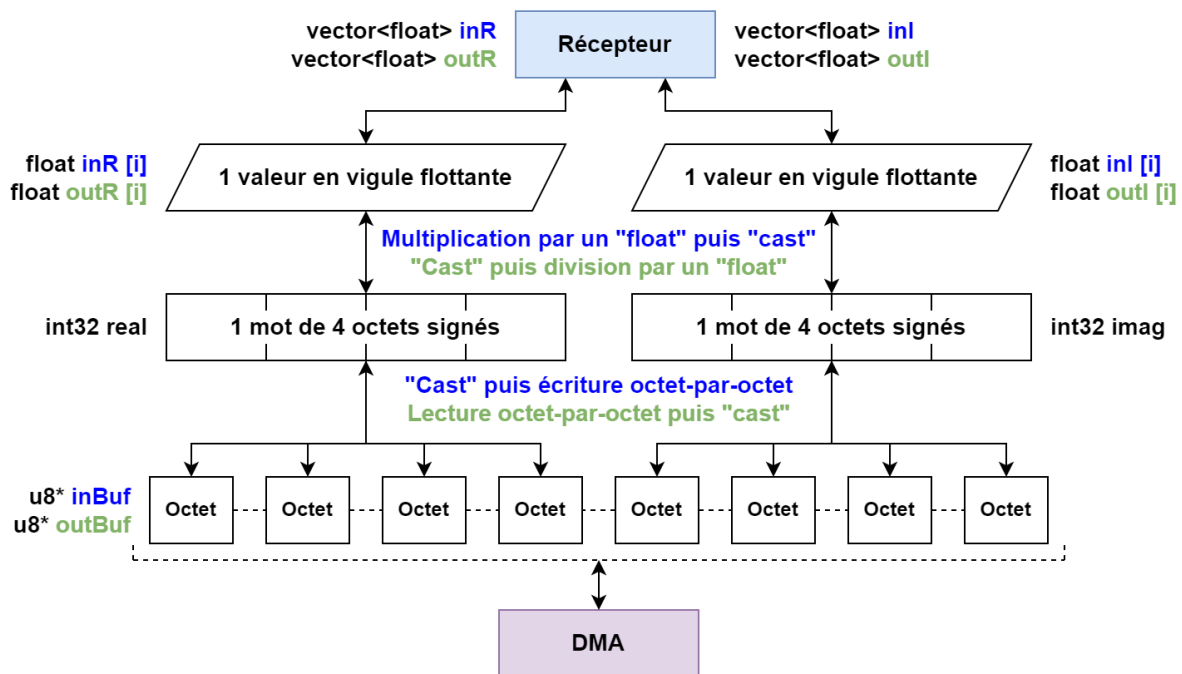 vector<float> inR
vector<float> outR
Récepteur
vector<float> inI
vector<float> outI
float inR [i]
float outR [i]
1 valeur en vigule flottante
1 valeur en vigule flottante
float inI [i]
float outI [i]
Multiplication par un "float" puis "cast"
"Cast" puis division par un "float"
int32 real
1 mot de 4 octets signés
1 mot de 4 octets signés
int32 imag
"Cast" puis écriture octet-par-octet
Lecture octet-par-octet puis "cast"
u8* inBuf
u8* outBuf
Octet
Octet
Octet
Octet
Octet
Octet
Octet
Octet
DMA